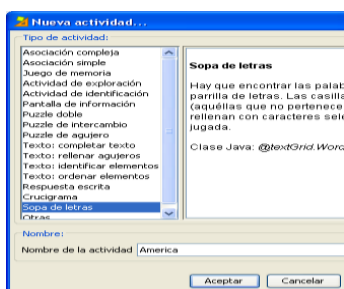 Nueva actividad...
Tipo de actividad:
Asociación compleja
Asociación simple
Juego de memoria
Actividad de exploración
Actividad de identificación
Pantalla de información
Puzzle doble
Puzzle de intercambio
Puzzle de agujero
Texto: completar texto
Texto: rellenar agujeros
Texto: identificar elementos
Texto: ordenar elementos
Respuesta escrita
Crucigrama
Sopa de letras
Otras
Sopa de letras
Hay que encontrar las palab
parrilla de letras. Las casilla
(aquéllas que no pertenece
rellenan con caracteres sele
jugada.
Clase Java: @textGrid.Word
Nombre:
Nombre de la actividad America
Aceptar Cancelar